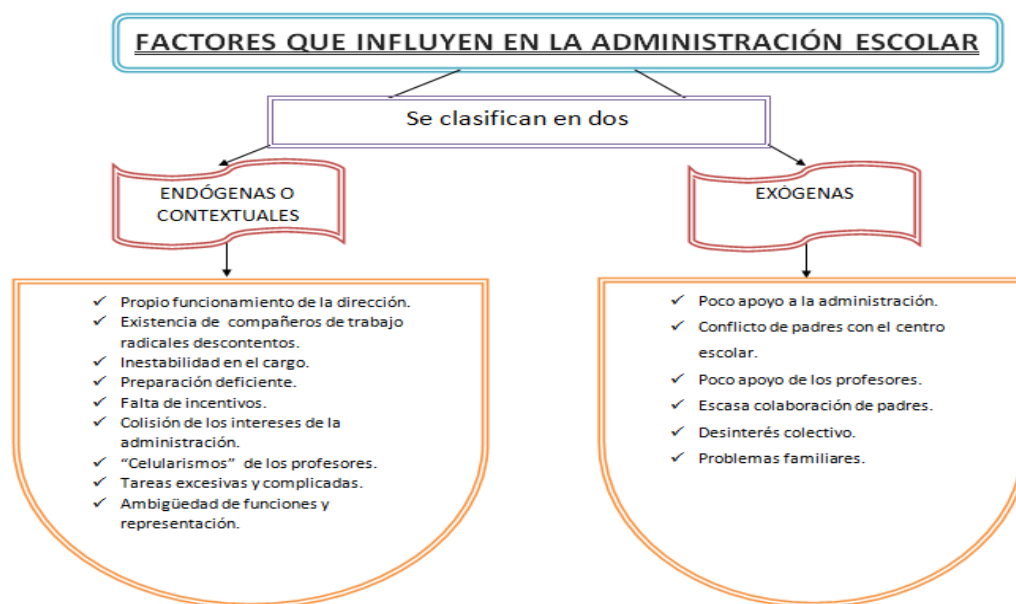 FACTORES QUE INFLUYEN EN LA ADMINISTRACIÓN ESCOLAR
Se clasifican en dos
ENDÓGENAS O
CONTEXTUALES
✓ Propio funcionamiento de la dirección.
✓ Existencia de compañeros de trabajo
radicales descontentos.
✓ Inestabilidad en el cargo.
✓ Preparación deficiente.
✓ Falta de incentivos.
✓ Colisión de los intereses de la
administración.
✓ “Celularismos” de los profesores.
✓ Tareas excesivas y complicadas.
✓ Ambigüedad de funciones y
representación.
EXÓGENAS
✓ Poco apoyo a la administración.
✓ Conflicto de padres con el centro
escolar.
✓ Poco apoyo de los profesores.
✓ Escasa colaboración de padres.
✓ Desinterés colectivo.
✓ Problemas familiares.